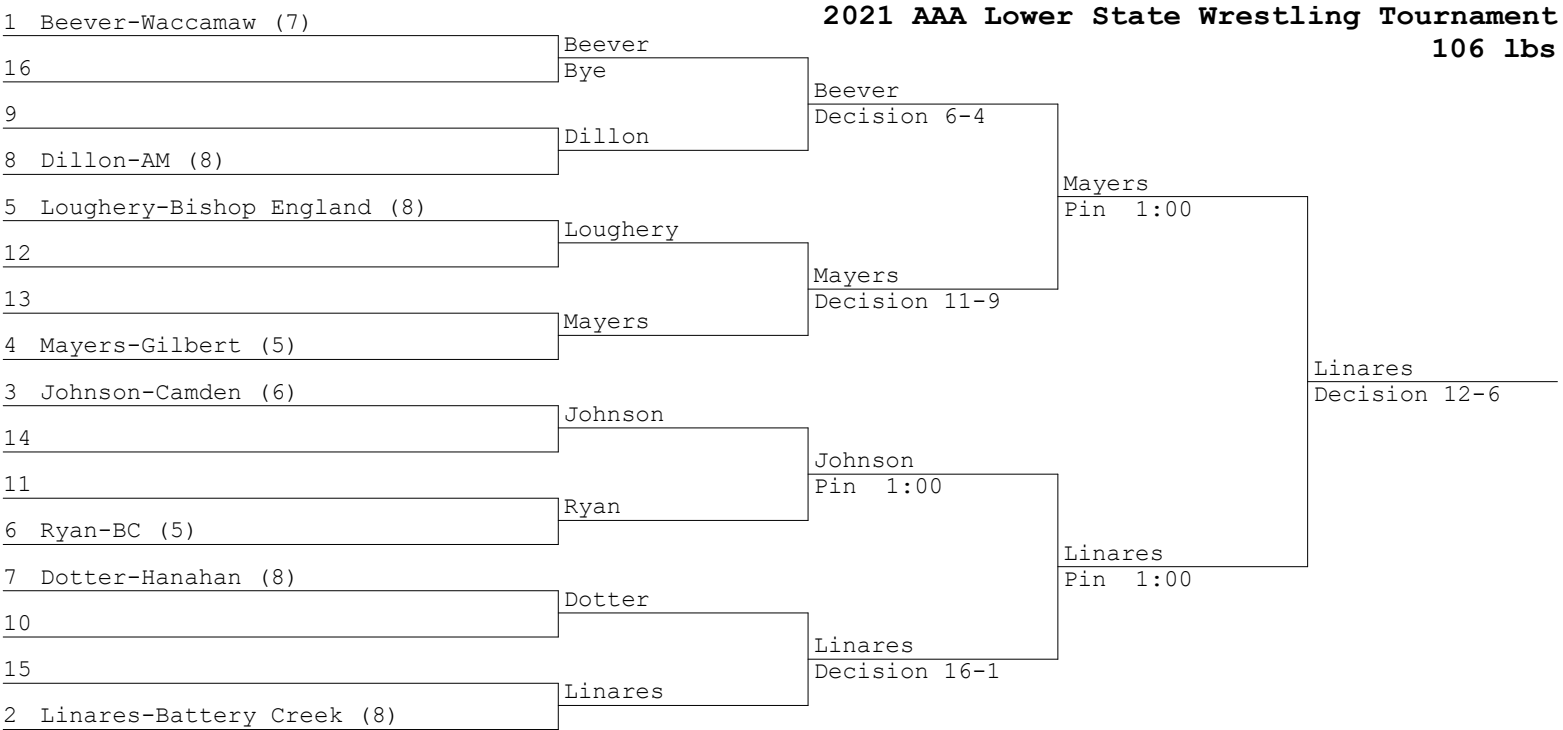 2021 AAA Lower State Wrestling Tournament
106 lbs
1 Beever-Waccamaw (7)
16
9
8 Dillon-AM (8)
5 Loughery-Bishop England (8)
12
13
4 Mayers-Gilbert (5)
3 Johnson-Camden (6)
14
11
6 Ryan-BC (5)
7 Dotter-Hanahan (8)
10
15
2 Linares-Battery Creek (8)
Beever
Bye
Dillon
Loughery
Mayers
Johnson
Ryan
Dotter
Linares
Beever
Decision 6-4
Mayers
Decision 11-9
Johnson
Pin 1:00
Linares
Decision 16-1
Mayers
Pin 1:00
Linares
Pin 1:00
Linares
Decision 12-6